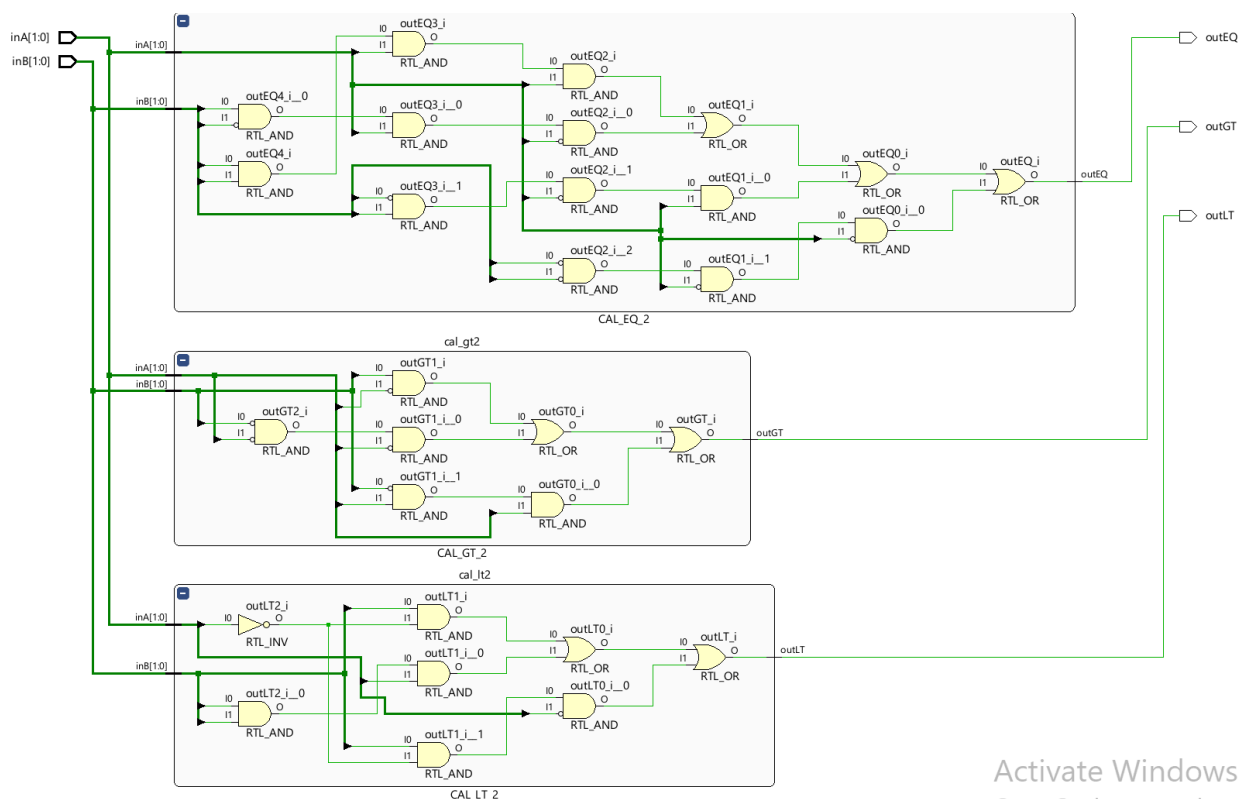 inA[1:0]
inB[1:0]
outEQ
outGT
outLT
inA[1:0]
inB[1:0]
outEQ3_i
I0
I1
O
RTL_AND
outEQ4_i__0
I0
I1
O
RTL_AND
outEQ4_i
I0
I1
O
RTL_AND
outEQ3_i__0
I0
I1
O
RTL_AND
outEQ3_i__1
I0
I1
O
RTL_AND
outEQ2_i
I0
I1
O
RTL_AND
outEQ2_i__0
I0
I1
O
RTL_AND
outEQ2_i__1
I0
I1
O
RTL_AND
outEQ2_i__2
I0
I1
O
RTL_AND
outEQ1_i
I0
I1
O
RTL_OR
outEQ1_i__0
I0
I1
O
RTL_AND
outEQ1_i__1
I0
I1
O
RTL_AND
outEQ0_i
I0
I1
O
RTL_OR
outEQ0_i__0
I0
I1
O
RTL_AND
outEQ_i
I0
I1
O
RTL_OR
outEQ
CAL_EQ_2
cal_gt2
inA[1:0]
inB[1:0]
outGT2_i
I0
I1
O
RTL_AND
outGT1_i
I0
I1
O
RTL_AND
outGT1_i__0
I0
I1
O
RTL_AND
outGT1_i__1
I0
I1
O
RTL_AND
outGT0_i
I0
I1
O
RTL_OR
outGT0_i__0
I0
I1
O
RTL_AND
outGT_i
I0
I1
O
RTL_OR
outGT
CAL_GT_2
cal_lt2
inA[1:0]
inB[1:0]
outLT2_i
I0
O
RTL_INV
outLT2_i__0
I0
I1
O
RTL_AND
outLT1_i
I0
I1
O
RTL_AND
outLT1_i__0
I0
I1
O
RTL_AND
outLT1_i__1
I0
I1
O
RTL_AND
outLT0_i
I0
I1
O
RTL_OR
outLT0_i__0
I0
I1
O
RTL_AND
outLT_i
I0
I1
O
RTL_OR
outLT
CAL_LT_2
Activate Windows